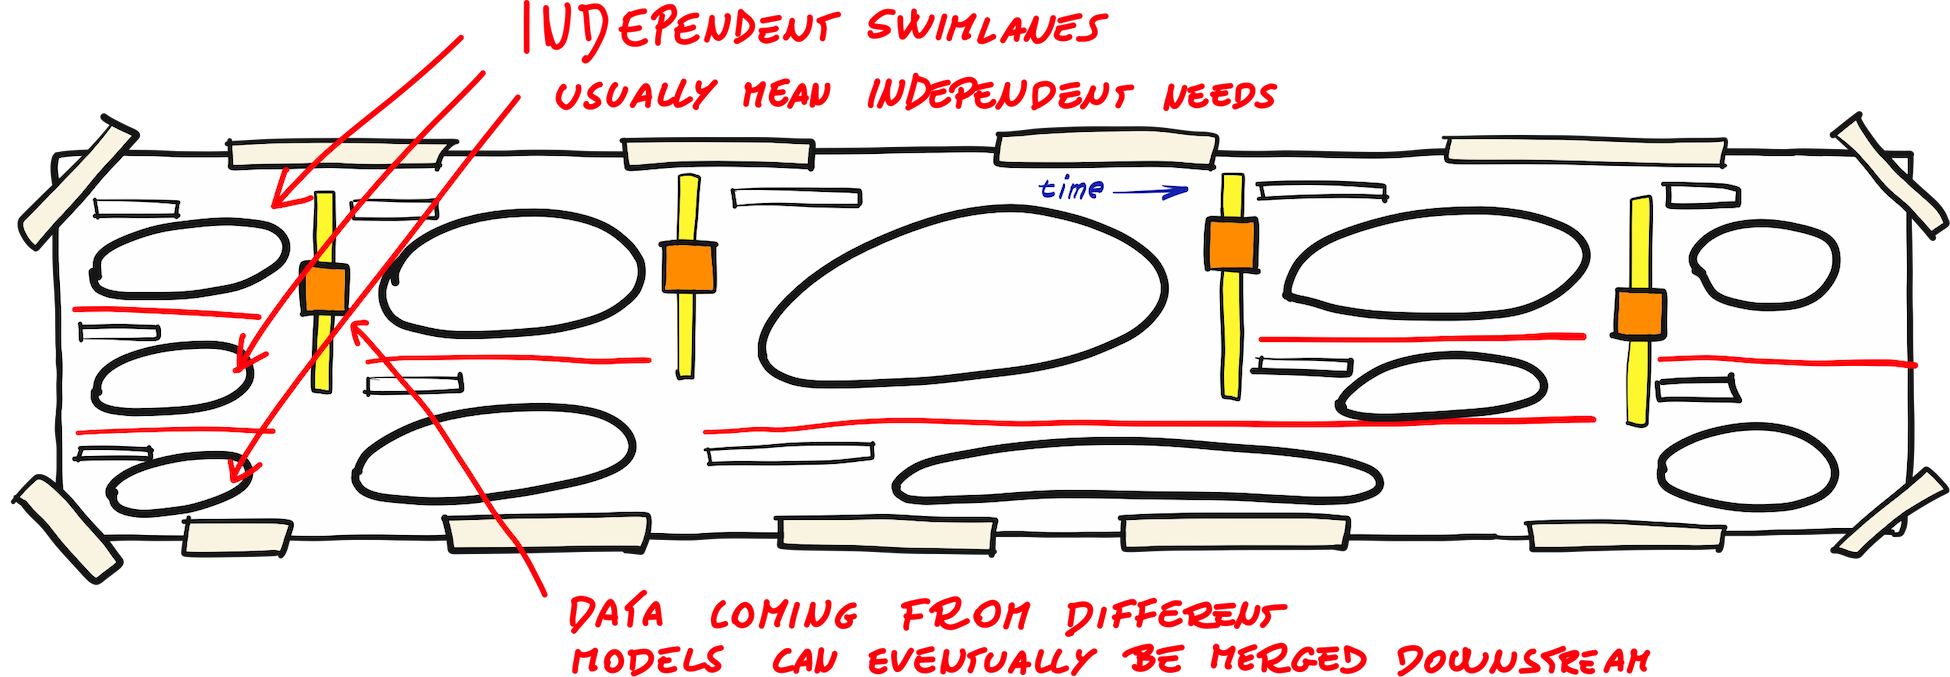 INDEPENDENT SWIMLANES
USUALLY MEAN INDEPENDENT NEEDS
time
DATA COMING FROM DIFFERENT
MODELS CAN EVENTUALLY BE MERGED DOWNSTREAM